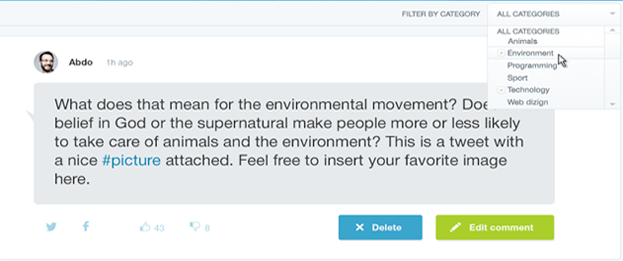 FILTER BY CATEGORY ALL CATEGORIES
ALL CATEGORIES
Animals
Environment
Programming
Sport
Technology
Web dizign
Abdo 1h ago
What does that mean for the environmental movement? Doe
belief in God or the supernatural make people more or less likely
to take care of animals and the environment? This is a tweet with
a nice #picture attached. Feel free to insert your favorite image
here.
43 8 Delete Edit comment